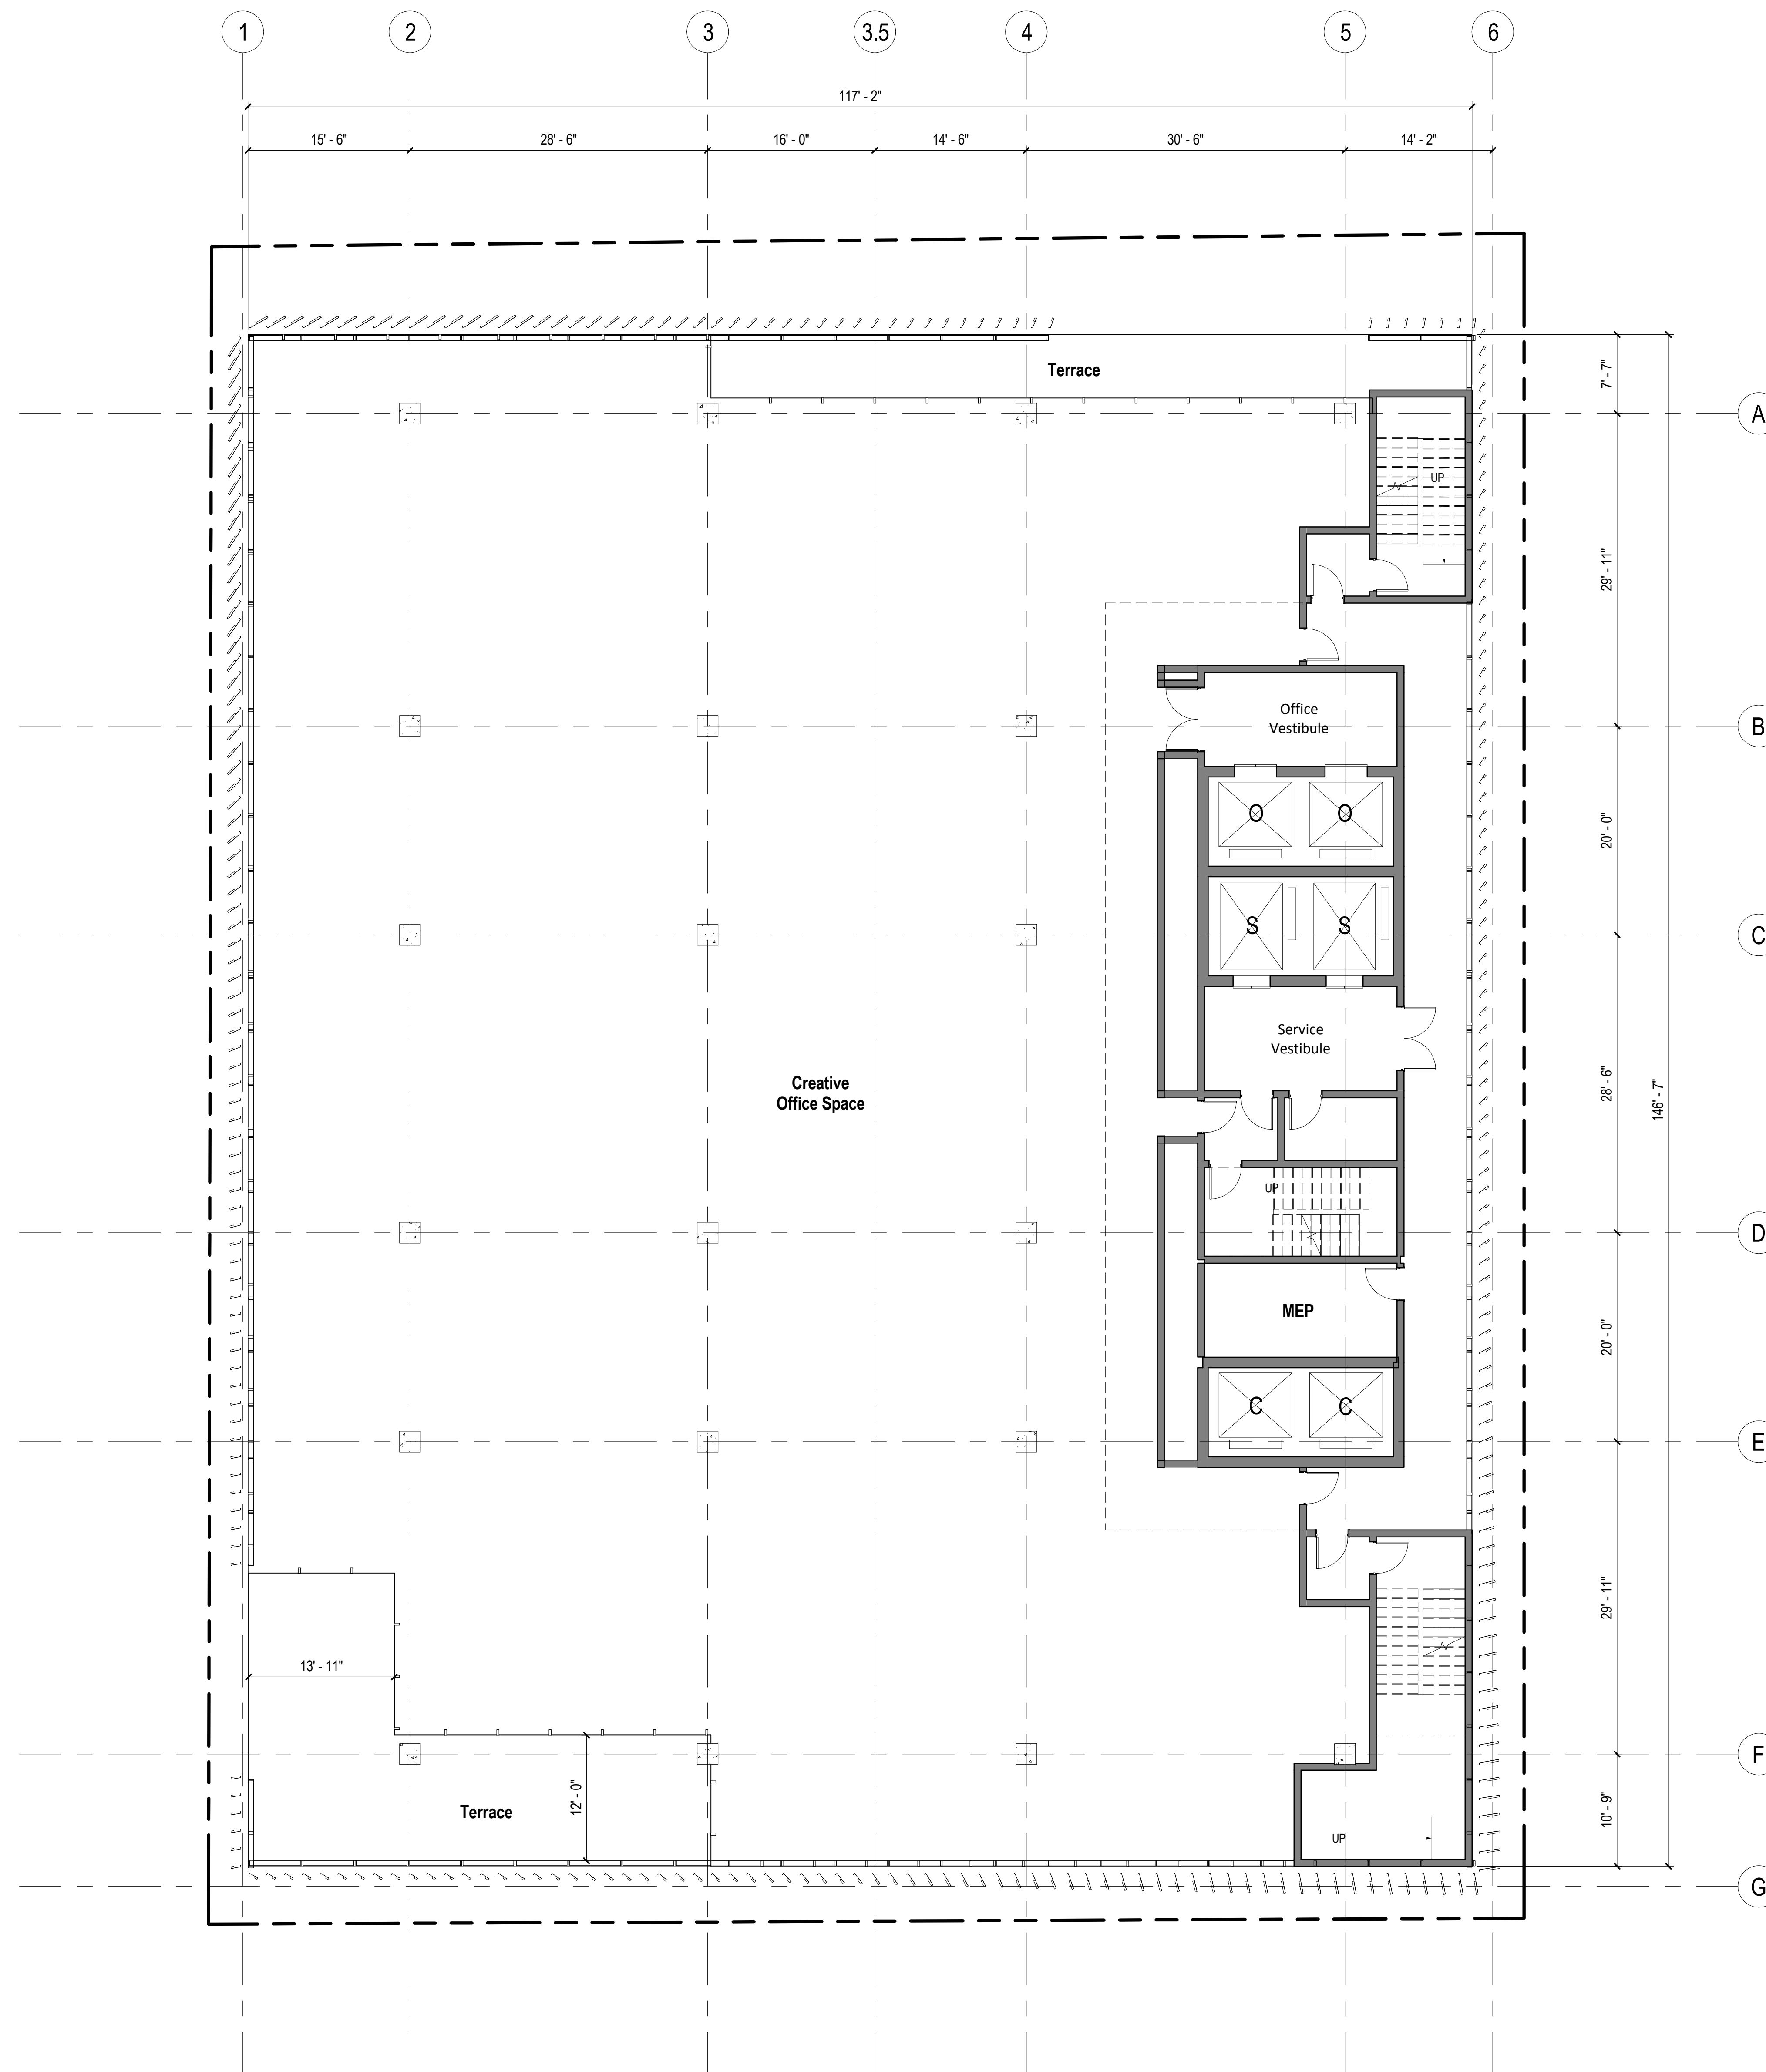 1 2 3 3.5 4 5 6
117' - 2"
15' - 6" 28' - 6" 16' - 0" 14' - 6" 30' - 6" 14' - 2"
Terrace
7' - 7"
A
UP
29' - 11"
Office
Vestibule
B
O O
20' - 0"
S S
C
Service
Vestibule
Creative
Office Space
28' - 6"
146' - 7"
UP
D
MEP
20' - 0"
C C
E
29' - 11"
13' - 11"
F
Terrace
12' - 0"
10' - 9"
UP
G